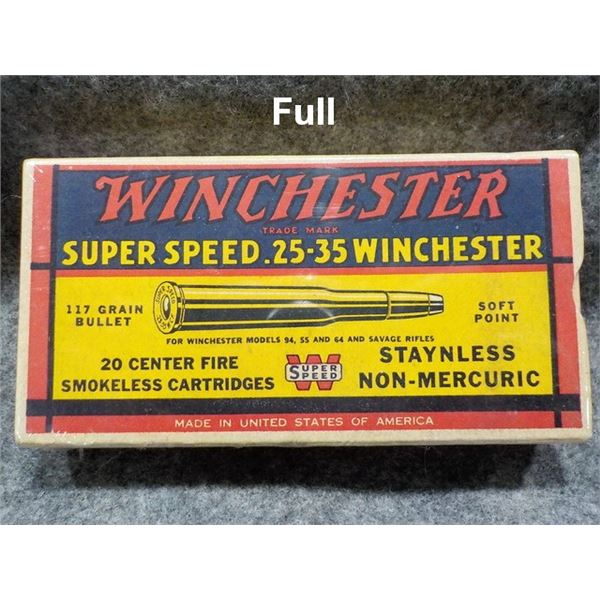 Full
WINCHESTER
TRADE MARK
SUPER SPEED .25-35 WINCHESTER
117 GRAIN
BULLET
SOFT
POINT
FOR WINCHESTER MODELS 94, 55 AND 64 AND SAVAGE RIFLES
20 CENTER FIRE
SMOKELESS CARTRIDGES
SUPER
SPEED
W
STAYNLESS
NON-MERCURIC
MADE IN UNITED STATES OF AMERICA